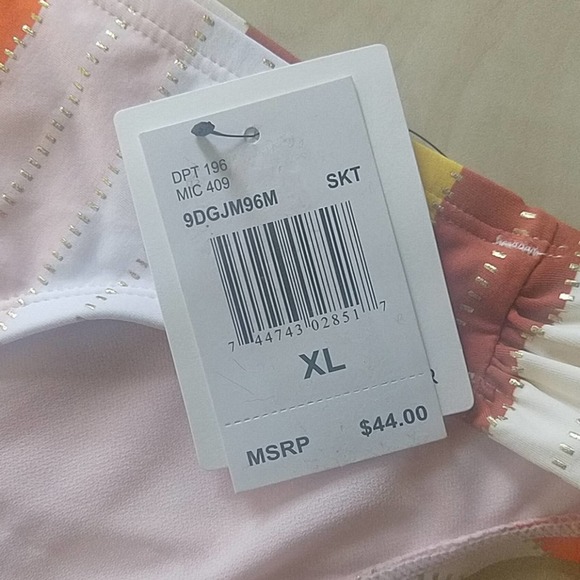 DPT 196
MIC 409
9DGJM96M SKT
7 44743 02851 7
XL
R
MSRP $44.00